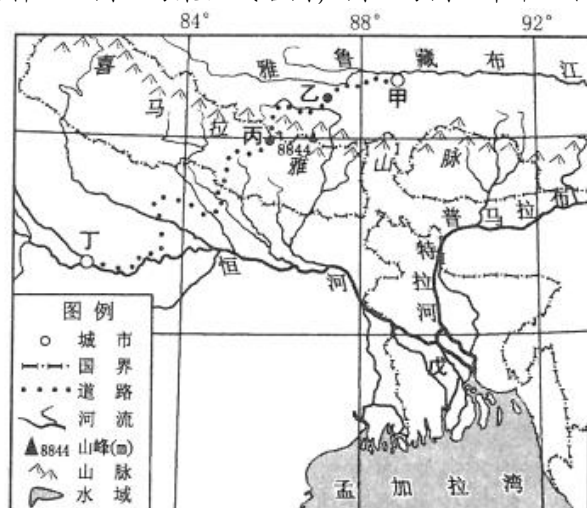 84° 88° 92°
雅鲁藏布江
喜马拉雅山脉
乙
甲
丙
8844
布拉马普特拉河
丁
恒河
戊
孟加拉湾
图例
城市
国界
道路
河流
8844 山峰(m)
山脉
水域